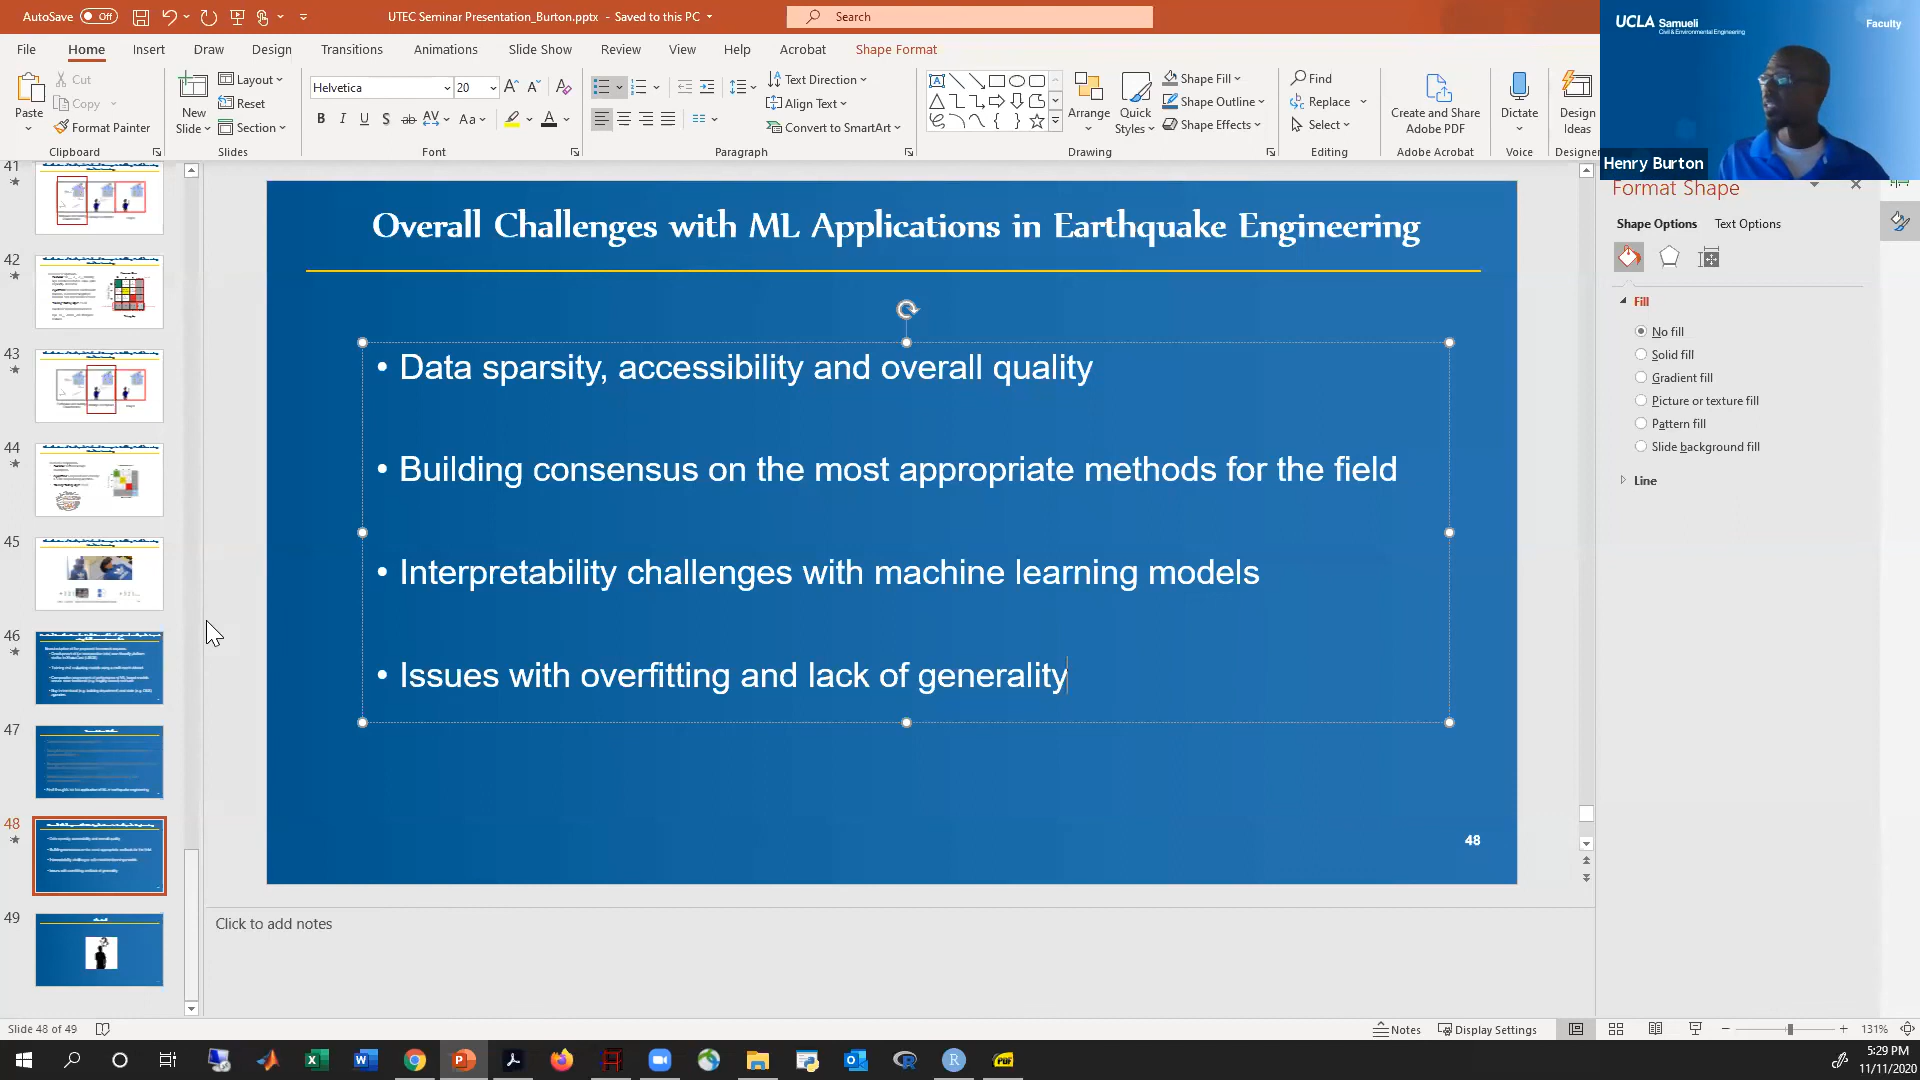 AutoSave Off
UTEC Seminar Presentation_Burton.pptx - Saved to this PC
Search
File Home Insert Draw Design Transitions Animations Slide Show Review View Help Acrobat Shape Format
Paste
Cut
Copy
Format Painter
Clipboard
New
Slide
Layout
Reset
Section
Slides
Helvetica 20
Font
Text Direction
Align Text
Convert to SmartArt
Paragraph
Arrange
Quick
Styles
Shape Fill
Shape Outline
Shape Effects
Drawing
Find
Replace
Select
Editing
Create and Share
Adobe PDF
Adobe Acrobat
Dictate
Voice
Design
Ideas
Designer
UCLA Samueli
Civil & Environmental Engineering
Faculty
Henry Burton
41
42
43
44
45
46
47
48
49
Overall Challenges with ML Applications in Earthquake Engineering
• Data sparsity, accessibility and overall quality
• Building consensus on the most appropriate methods for the field
• Interpretability challenges with machine learning models
• Issues with overfitting and lack of generality
48
Click to add notes
Format Shape
Shape Options Text Options
Fill
No fill
Solid fill
Gradient fill
Picture or texture fill
Pattern fill
Slide background fill
Line
Slide 48 of 49
Notes
Display Settings
131%
5:29 PM
11/11/2020